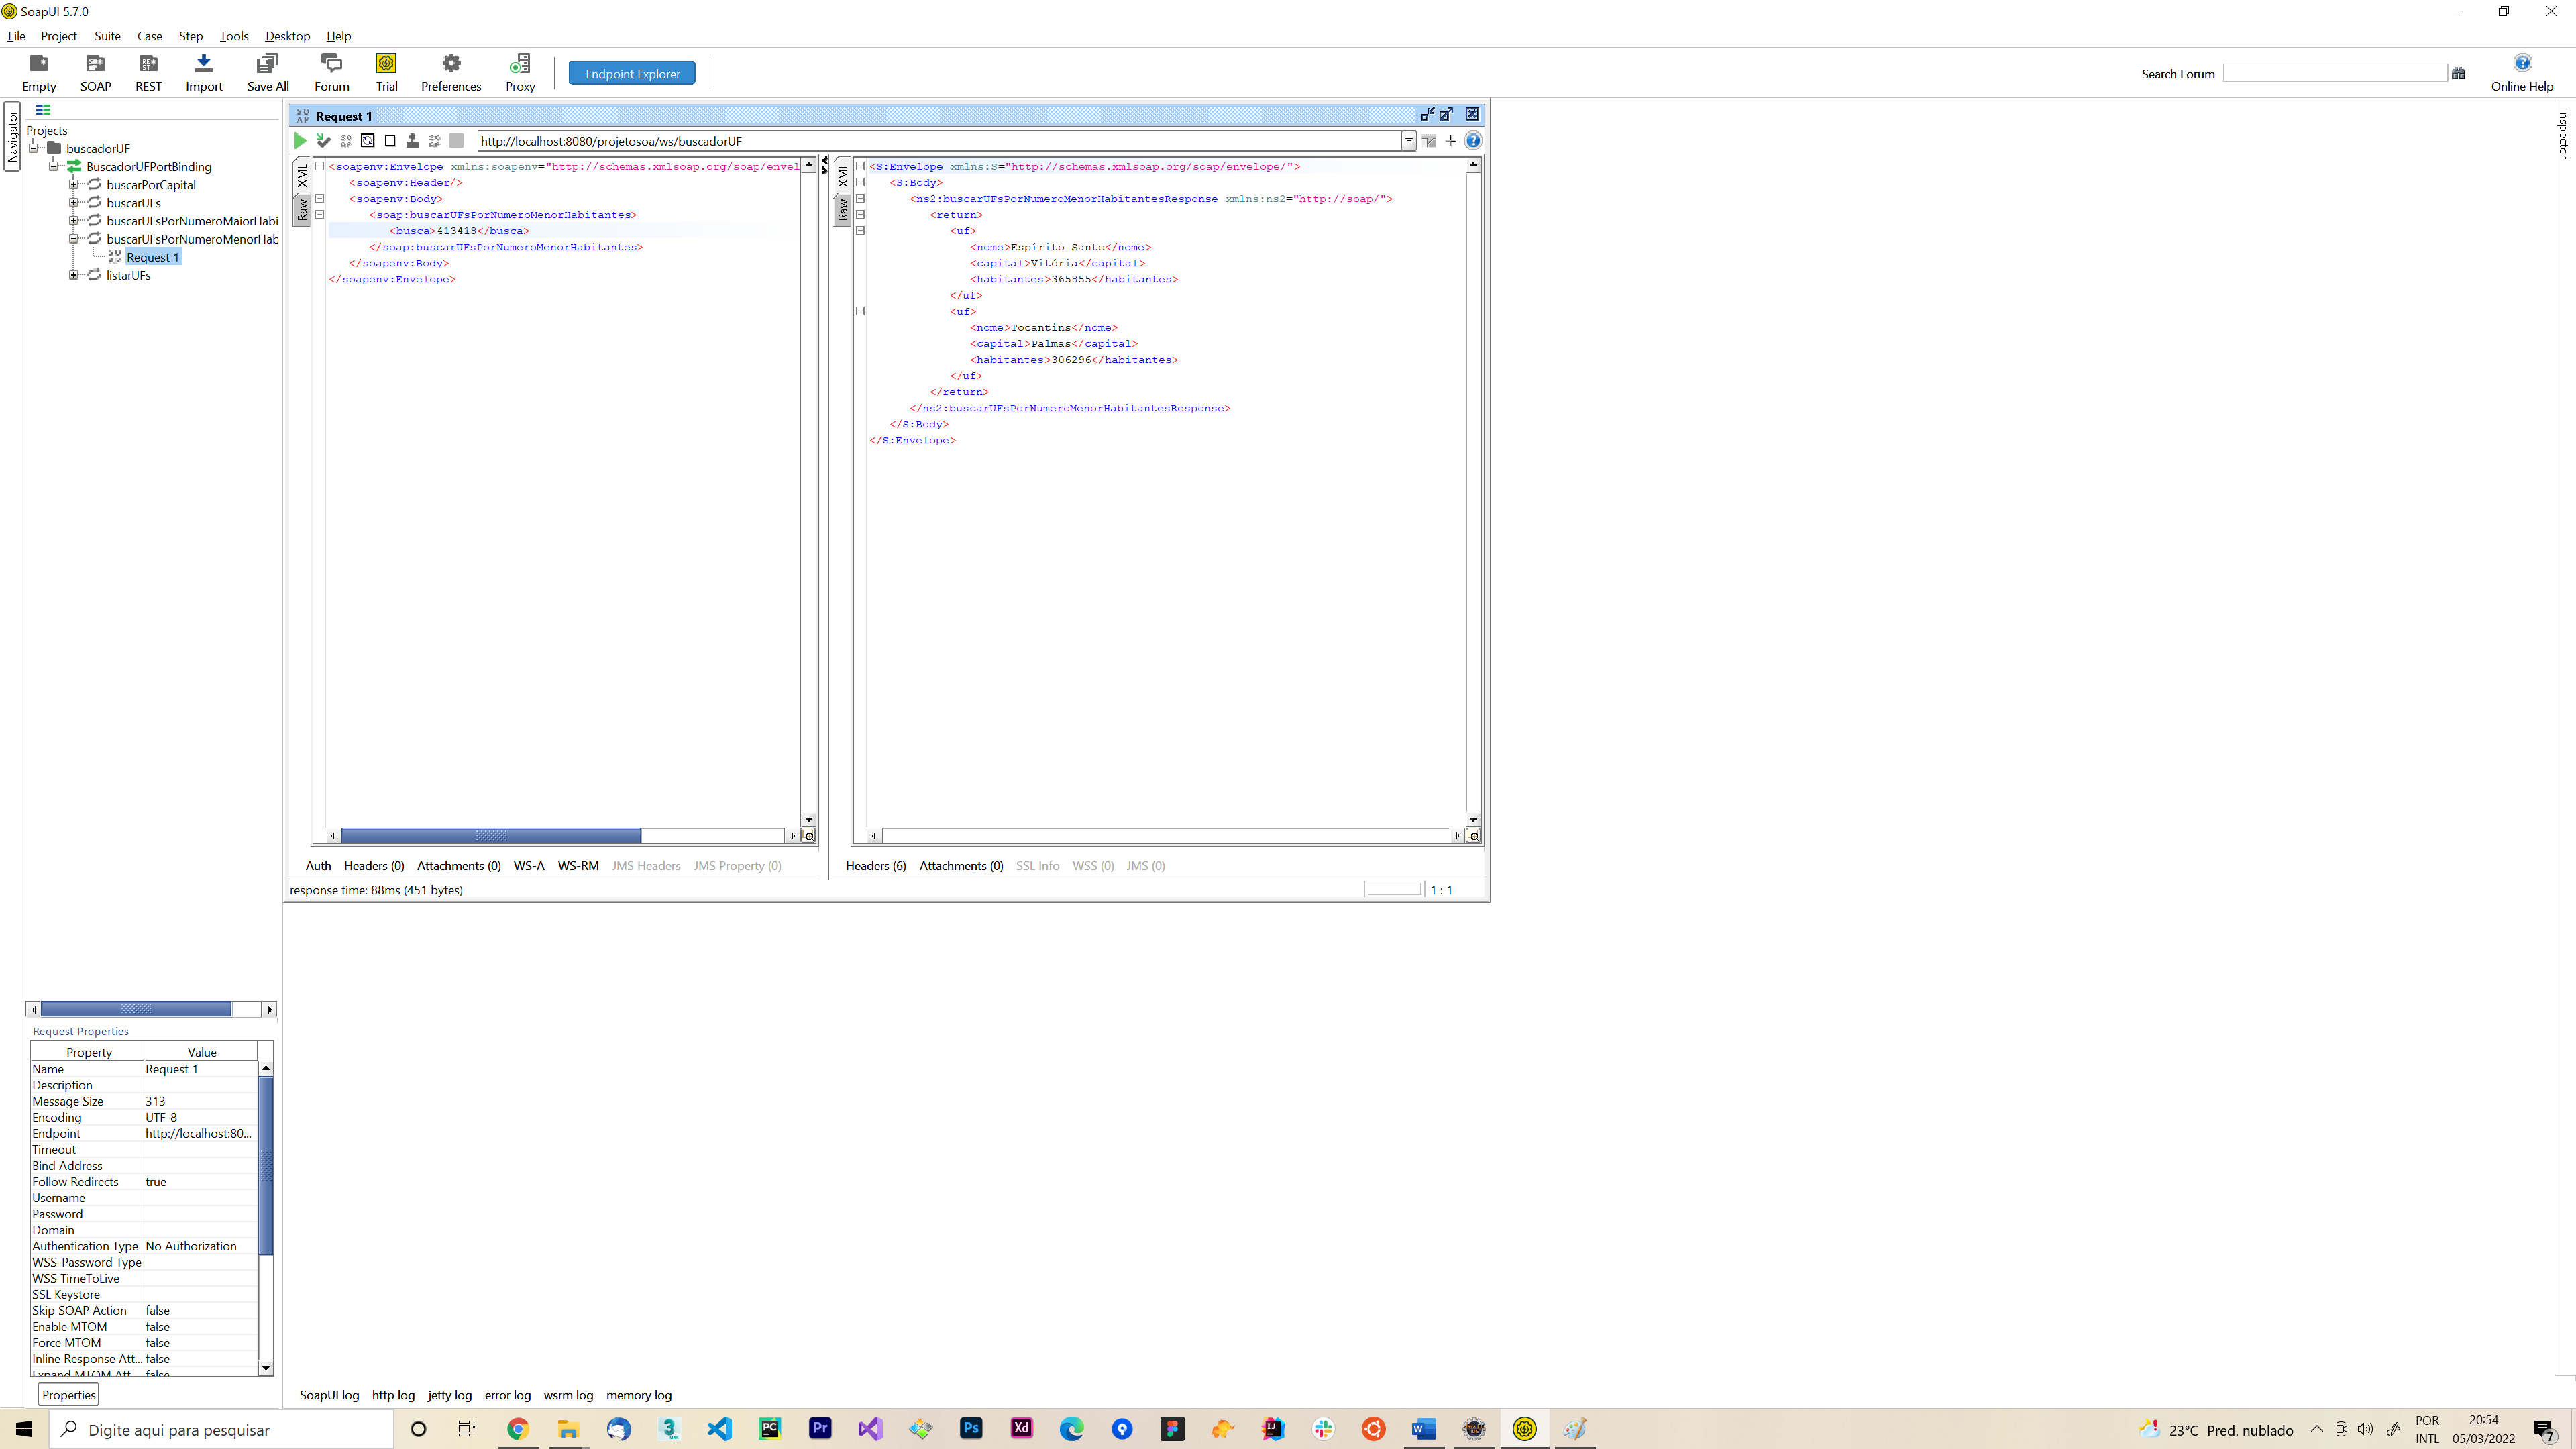 SoapUI 5.7.0
File Project Suite Case Step Tools Desktop Help
Empty SOAP REST Import Save All Forum Trial Preferences Proxy Endpoint Explorer Search Forum Online Help
Navigator
Inspector
Projects
buscadorUF
BuscadorUFPortBinding
buscarPorCapital
buscarUFs
buscarUFsPorNumeroMaiorHabi
buscarUFsPorNumeroMenorHab
SO AP Request 1
listarUFs
SO AP Request 1
http://localhost:8080/projetosoa/ws/buscadorUF
XML
Raw
<soapenv:Envelope xmlns:soapenv="http://schemas.xmlsoap.org/soap/envel
<soapenv:Header/>
<soapenv:Body>
<soap:buscarUFsPorNumeroMenorHabitantes>
<busca>413418</busca>
</soap:buscarUFsPorNumeroMenorHabitantes>
</soapenv:Body>
</soapenv:Envelope>
XML
Raw
<S:Envelope xmlns:S="http://schemas.xmlsoap.org/soap/envelope/">
<S:Body>
<ns2:buscarUFsPorNumeroMenorHabitantesResponse xmlns:ns2="http://soap/">
<return>
<uf>
<nome>Espírito Santo</nome>
<capital>Vitória</capital>
<habitantes>365855</habitantes>
</uf>
<uf>
<nome>Tocantins</nome>
<capital>Palmas</capital>
<habitantes>306296</habitantes>
</uf>
</return>
</ns2:buscarUFsPorNumeroMenorHabitantesResponse>
</S:Body>
</S:Envelope>
Auth Headers (0) Attachments (0) WS-A WS-RM JMS Headers JMS Property (0)
Headers (6) Attachments (0) SSL Info WSS (0) JMS (0)
response time: 88ms (451 bytes)
1 : 1
Request Properties
Property Value
Name Request 1
Description
Message Size 313
Encoding UTF-8
Endpoint http://localhost:80...
Timeout
Bind Address
Follow Redirects true
Username
Password
Domain
Authentication Type No Authorization
WSS-Password Type
WSS TimeToLive
SSL Keystore
Skip SOAP Action false
Enable MTOM false
Force MTOM false
Inline Response Att... false
Expand MTOM Att... false
Properties
SoapUI log http log jetty log error log wsrm log memory log
Digite aqui para pesquisar
23°C Pred. nublado
POR
INTL
20:54
05/03/2022
7